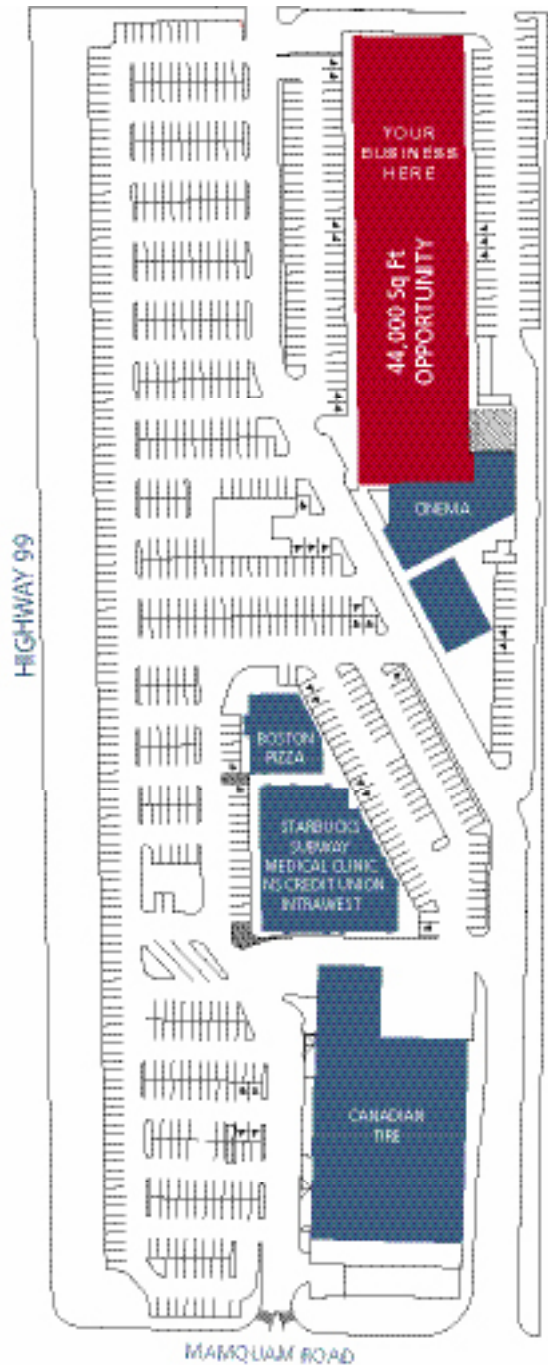 YOUR
BUSINESS
HERE
44,000 Sq Ft
OPPORTUNITY
CINEMA
HIGHWAY 99
BOSTON
PIZZA
STARBUCKS
SUBWAY
MEDICAL CLINIC
NS CREDIT UNION
INTRAWEST
CANADIAN
TIRE
MAMQUAM ROAD